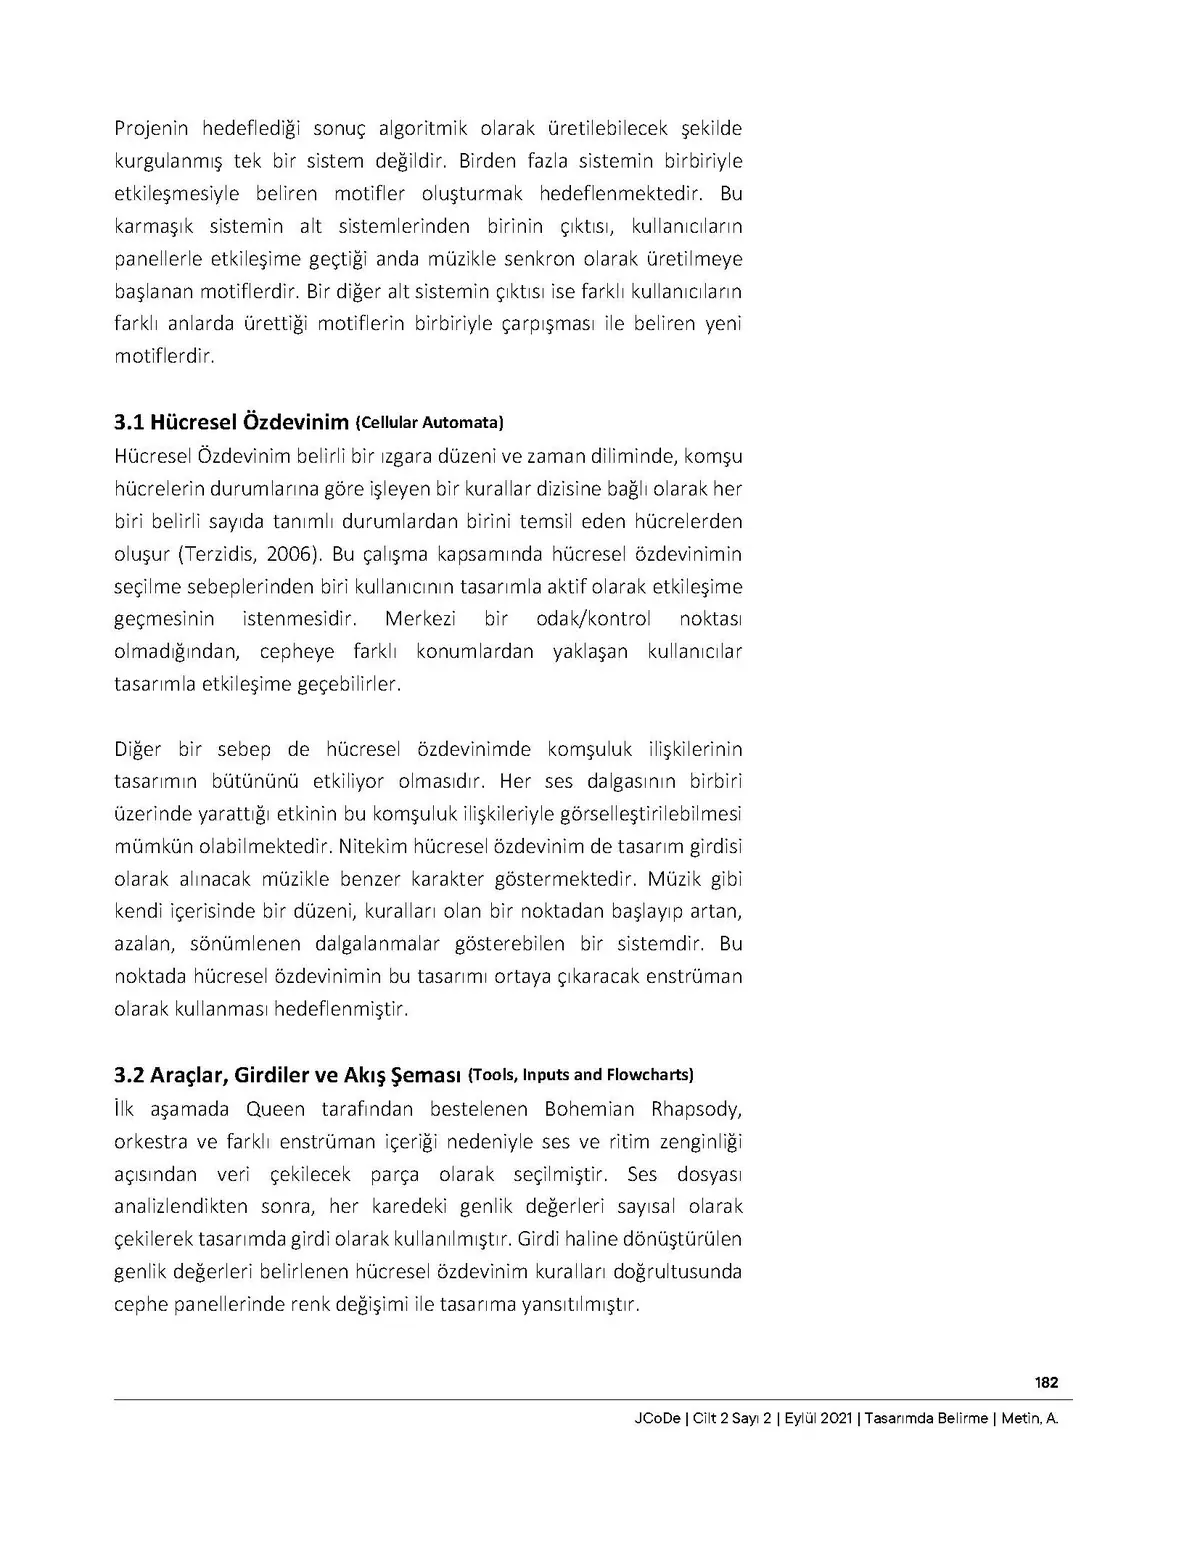 Projenin hedeflediği sonuç algoritmik olarak üretilebilecek şekilde
kurgulanmış tek bir sistem değildir. Birden fazla sistemin birbiriyle
etkileşmesiyle beliren motifler oluşturmak hedeflenmektedir. Bu
karmaşık sistemin alt sistemlerinden birinin çıktısı, kullanıcıların
panellerle etkileşime geçtiği anda müzikle senkron olarak üretilmeye
başlanan motiflerdir. Bir diğer alt sistemin çıktısı ise farklı kullanıcıların
farklı anlarda ürettiği motiflerin birbiriyle çarpışması ile beliren yeni
motiflerdir.
3.1 Hücresel Özdevinim (Cellular Automata)
Hücresel Özdevinim belirli bir ızgara düzeni ve zaman diliminde, komşu
hücrelerin durumlarına göre işleyen bir kurallar dizisine bağlı olarak her
biri belirli sayıda tanımlı durumlardan birini temsil eden hücrelerden
oluşur (Terzidis, 2006). Bu çalışma kapsamında hücresel özdevinimin
seçilme sebeplerinden biri kullanıcının tasarımla aktif olarak etkileşime
geçmesinin istenmesidir. Merkezi bir odak/kontrol noktası
olmadığından, cepheye farklı konumlardan yaklaşan kullanıcılar
tasarımla etkileşime geçebilirler.
Diğer bir sebep de hücresel özdevinimde komşuluk ilişkilerinin
tasarımın bütününü etkiliyor olmasıdır. Her ses dalgasının birbiri
üzerinde yarattığı etkinin bu komşuluk ilişkileriyle görselleştirilebilmesi
mümkün olabilmektedir. Nitekim hücresel özdevinim de tasarım girdisi
olarak alınacak müzikle benzer karakter göstermektedir. Müzik gibi
kendi içerisinde bir düzeni, kuralları olan bir noktadan başlayıp artan,
azalan, sönümlenen dalgalanmalar gösterebilen bir sistemdir. Bu
noktada hücresel özdevinimin bu tasarımı ortaya çıkaracak enstrüman
olarak kullanması hedeflenmiştir.
3.2 Araçlar, Girdiler ve Akış Şeması (Tools, Inputs and Flowcharts)
İlk aşamada Queen tarafından bestelenen Bohemian Rhapsody,
orkestra ve farklı enstrüman içeriği nedeniyle ses ve ritim zenginliği
açısından veri çekilecek parça olarak seçilmiştir. Ses dosyası
analizlendikten sonra, her karedeki genlik değerleri sayısal olarak
çekilerek tasarımda girdi olarak kullanılmıştır. Girdi haline dönüştürülen
genlik değerleri belirlenen hücresel özdevinim kuralları doğrultusunda
cephe panellerinde renk değişimi ile tasarıma yansıtılmıştır.
182
JCoDe | Cilt 2 Sayı 2 | Eylül 2021 | Tasarımda Belirme | Metin, A.